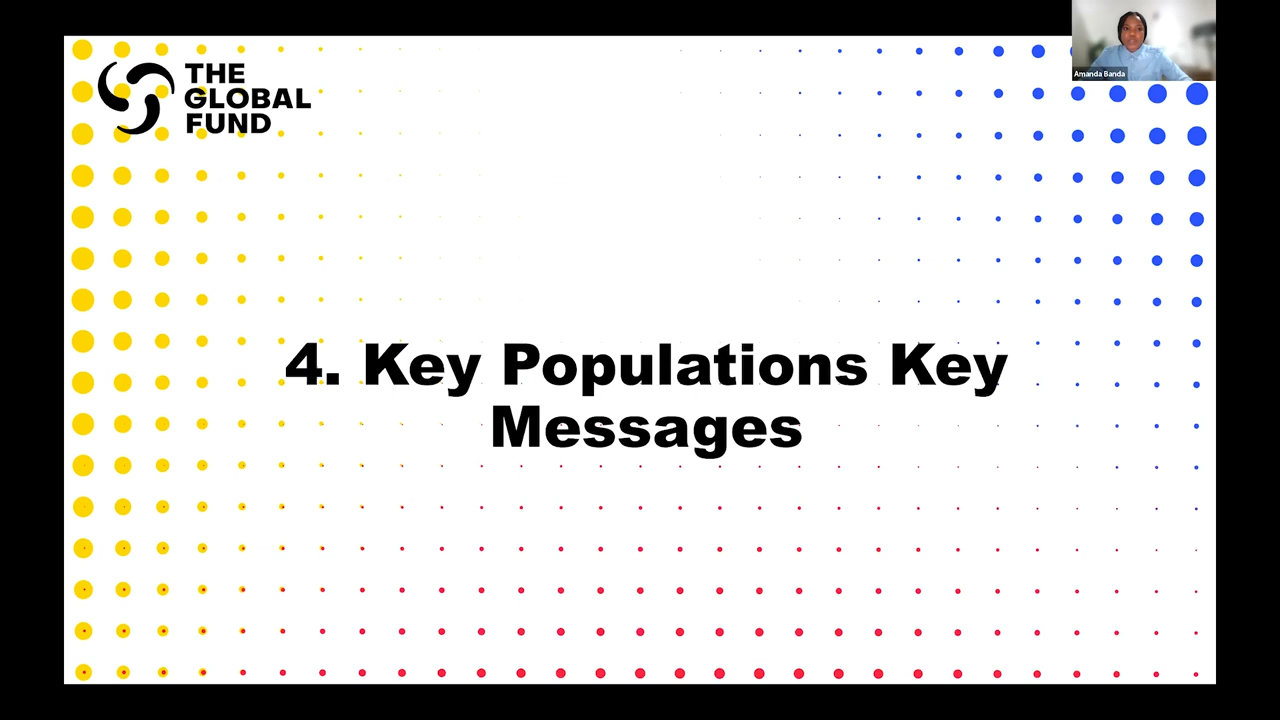 THE
GLOBAL
FUND
Amanda Banda
4. Key Populations Key
Messages